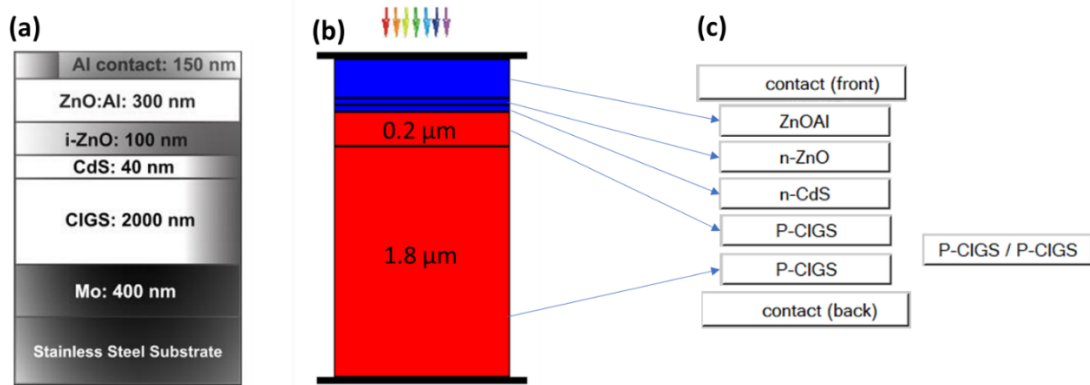 (a)
Al contact: 150 nm
ZnO:Al: 300 nm
i-ZnO: 100 nm
CdS: 40 nm
CIGS: 2000 nm
Mo: 400 nm
Stainless Steel Substrate
(b)
0.2 µm
1.8 µm
(c)
contact (front)
ZnOAl
n-ZnO
n-CdS
P-CIGS
P-CIGS
contact (back)
P-CIGS / P-CIGS